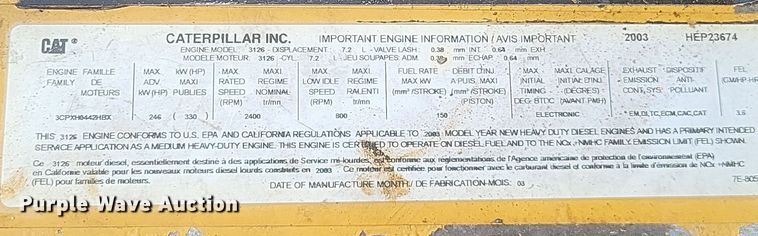 CAT CATERPILLAR INC. IMPORTANT ENGINE INFORMATION / AVIS IMPORTANT 2003 HEP23674
ENGINE MODEL 3126 - DISPLACEMENT 7.2 L - VALVE LASH 0.38 mm INT 0.64 mm EXH
MODELE MOTEUR 3126 - CYL 7.2 L - JEU SOUPAPES ADM 0.38 mm ECHAP 0.64 mm
ENGINE FAMILLE MAX KW (HP) MAX REGIME LOW REGIME FUEL RATE DEBIT D'INJ. MAX MAXI, CALAGE EXHAUST DISPOSITIF FEL
FAMILY DE ADV PUISS RATED REGIME IDLE REGIME MAX KW A PUIS, MAXI INITIAL INITIAL D'INJ. EMISSION ANTI- (GM/HP-HR
MOTEURS KW (HP) PUBLIES SPEED NOMINAL SPEED RALENTI (mm³/STROKE) (mm³/STROKE) TIMING (DEGRES) CONT, SYS POLLUANT
(RPM) tr/mn (RPM) tr/mn (PISTON) DEG-BTDC (AVANT PMH)
3CPXH0442HBX 246 ( 330 ) 2400 800 150 ELECTRONIC EM, DI, TC, ECM, CAC, CAT 3.5
THIS 3126 ENGINE CONFORMS TO U.S. EPA AND CALIFORNIA REGULATIONS APPLICABLE TO 2003 MODEL YEAR NEW HEAVY DUTY DIESEL ENGINES AND HAS A PRIMARY INTENDED
SERVICE APPLICATION AS A MEDIUM HEAVY-DUTY ENGINE. THIS ENGINE IS CERTIFIED TO OPERATE ON DIESEL FUEL AND TO THE NOx +NMHC FAMILY EMISSION LIMIT (FEL) SHOWN.
Ce 3126 moteur diesel, essentiellement destiné à des applications de Service mi-lourdes, est conforme aux réglementations de l'Agence americaine de protection de l'environnement (EPA)
en Californie valable pour les nouveaux moteurs diesel lourds construits en 2003 . Ce moteur est certifié pour fonctionner avec le carburant diesel et conforme à la limite d'émission de NOx +NMHC
(FEL) pour familles de moteurs.
DATE OF MANUFACTURE MONTH / DE FABRICATION-MOIS: 03 7E-805
Purple Wave Auction